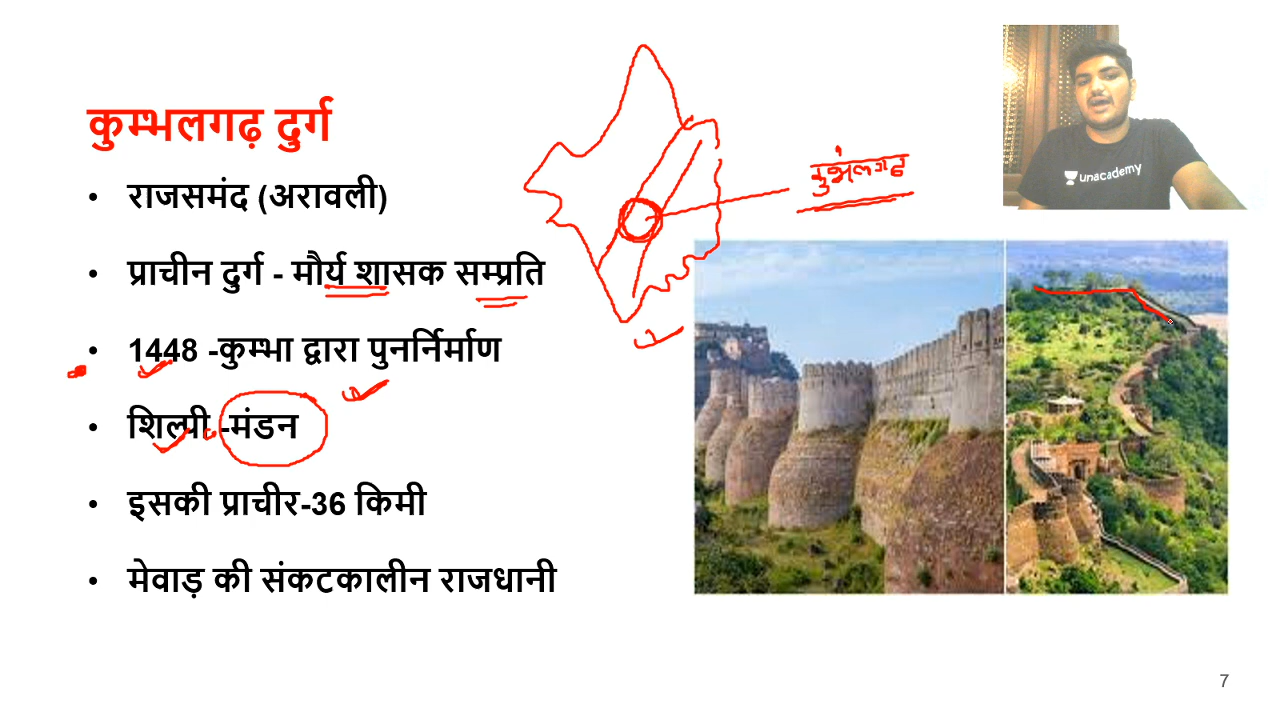 कुम्भलगढ़ दुर्ग
• राजसमंद (अरावली)
• प्राचीन दुर्ग - मौर्य शासक सम्प्रति
• 1448 -कुम्भा द्वारा पुनर्निर्माण
• शिल्पी -मंडन
• इसकी प्राचीर-36 किमी
• मेवाड़ की संकटकालीन राजधानी
कुंभलगढ
unacademy
7